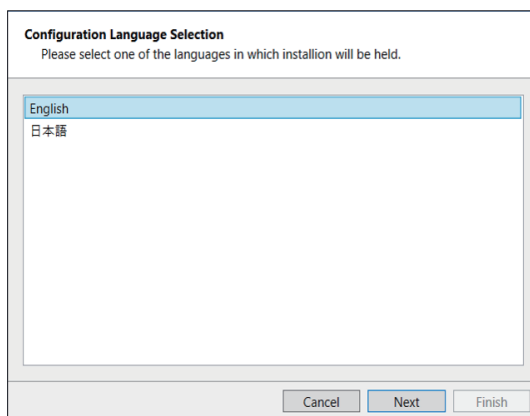 Configuration Language Selection
Please select one of the languages in which installion will be held.
English
日本語
Cancel Next Finish